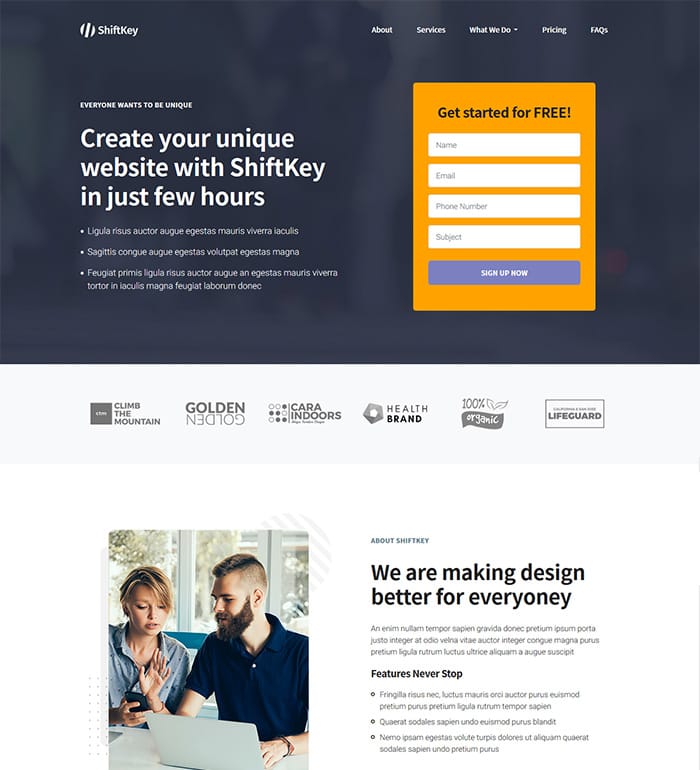 ShiftKey
About Services What We Do Pricing FAQs
EVERYONE WANTS TO BE UNIQUE
Create your unique
website with ShiftKey
in just few hours
Ligula risus auctor augue egestas mauris viverra iaculis
Sagittis congue augue egestas volutpat egestas magna
Feugiat primis ligula risus auctor augue an egestas mauris viverra
tortor in iaculis magna feugiat laborum donec
Get started for FREE!
Name
Email
Phone Number
Subject
SIGN UP NOW
ctm
CLIMB
THE
MOUNTAIN
GOLDEN
GOLDEN
CARA
INDOORS
HEALTH
BRAND
100%
organic
CALIFORNIA & SAN DIEGO
LIFEGUARD
ABOUT SHIFTKEY
We are making design
better for everyoney
An enim nullam tempor sapien gravida donec pretium ipsum porta
justo integer at odio velna vitae auctor integer congue magna purus
pretium ligula rutrum luctus ultrice aliquam a augue suscipit
Features Never Stop
Fringilla risus nec, luctus mauris orci auctor purus euismod
pretium purus pretium ligula rutrum tempor sapien
Quaerat sodales sapien undo euismod purus blandit
Nemo ipsam egestas volute turpis dolores ut aliquam quaerat
sodales sapien undo pretium purus